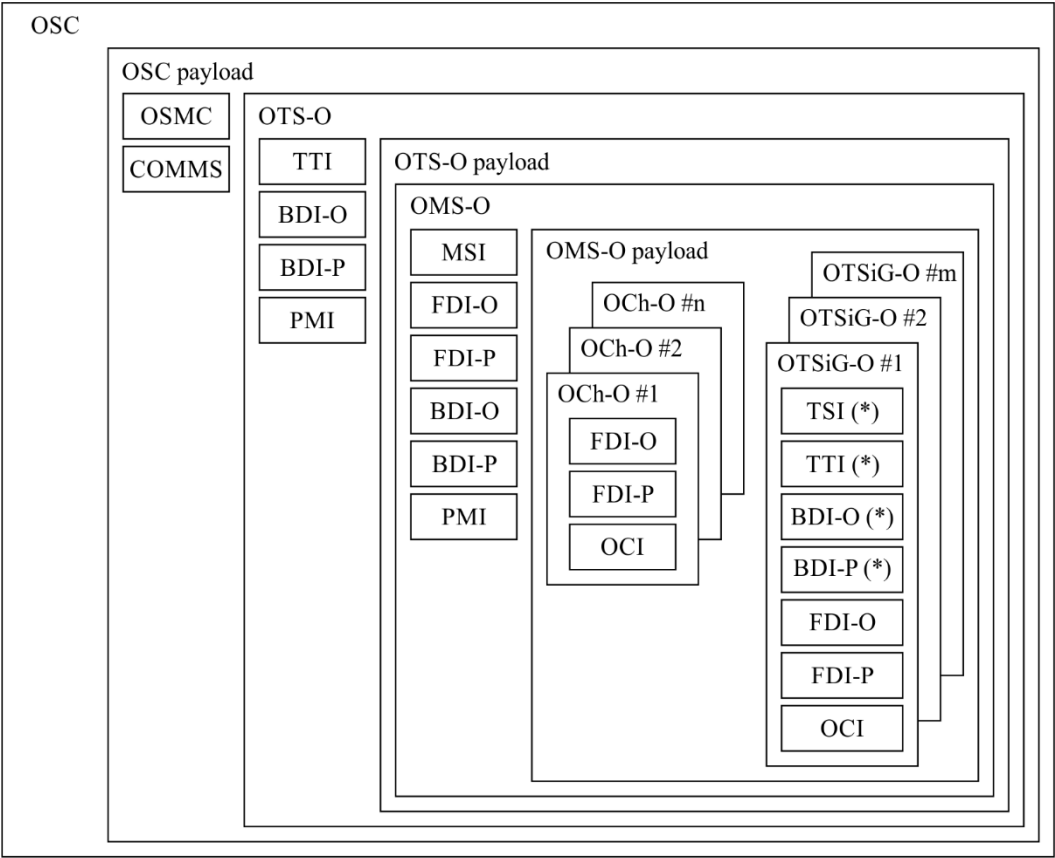 OSC
OSC payload
OSMC
COMMS
OTS-O
TTI
BDI-O
BDI-P
PMI
OTS-O payload
OMS-O
MSI
FDI-O
FDI-P
BDI-O
BDI-P
PMI
OMS-O payload
OCh-O #n
OCh-O #2
OCh-O #1
FDI-O
FDI-P
OCI
OTSiG-O #m
OTSiG-O #2
OTSiG-O #1
TSI (*)
TTI (*)
BDI-O (*)
BDI-P (*)
FDI-O
FDI-P
OCI